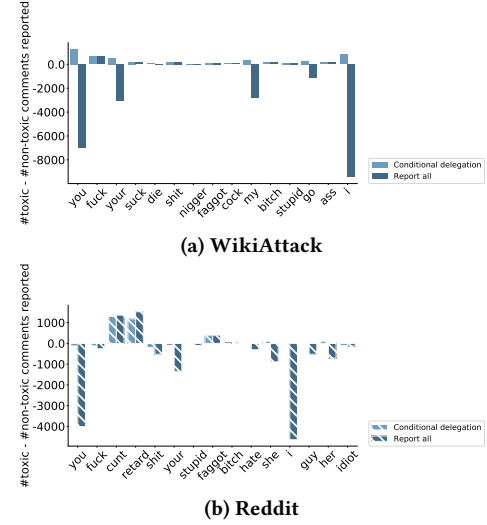 #toxic - #non-toxic comments reported
0.0
-2000
-4000
-6000
-8000
you fuck your suck die shit nigger faggot cock my bitch stupid go ass i
Conditional delegation
Report all
(a) WikiAttack
#toxic - #non-toxic comments reported
1000
0.0
-1000
-2000
-3000
-4000
you fuck cunt retard shit your stupid faggot bitch hate she i guy her idiot
Conditional delegation
Report all
(b) Reddit